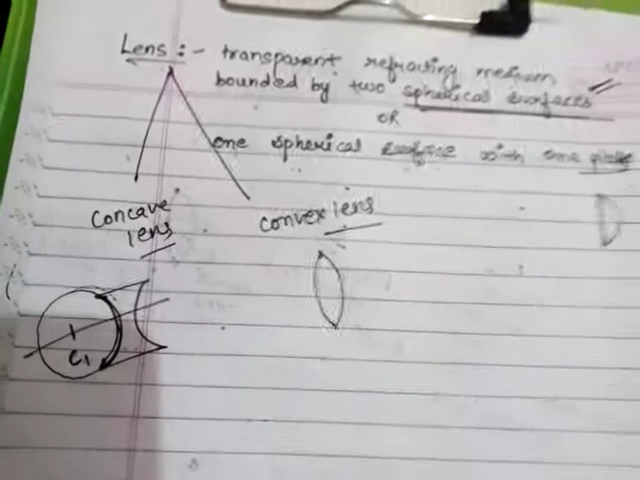 Lens :- transparent refracting medium
bounded by two spherical surfaces
OR
one spherical surface with one plane
Concave
lens
Convex lens
C1